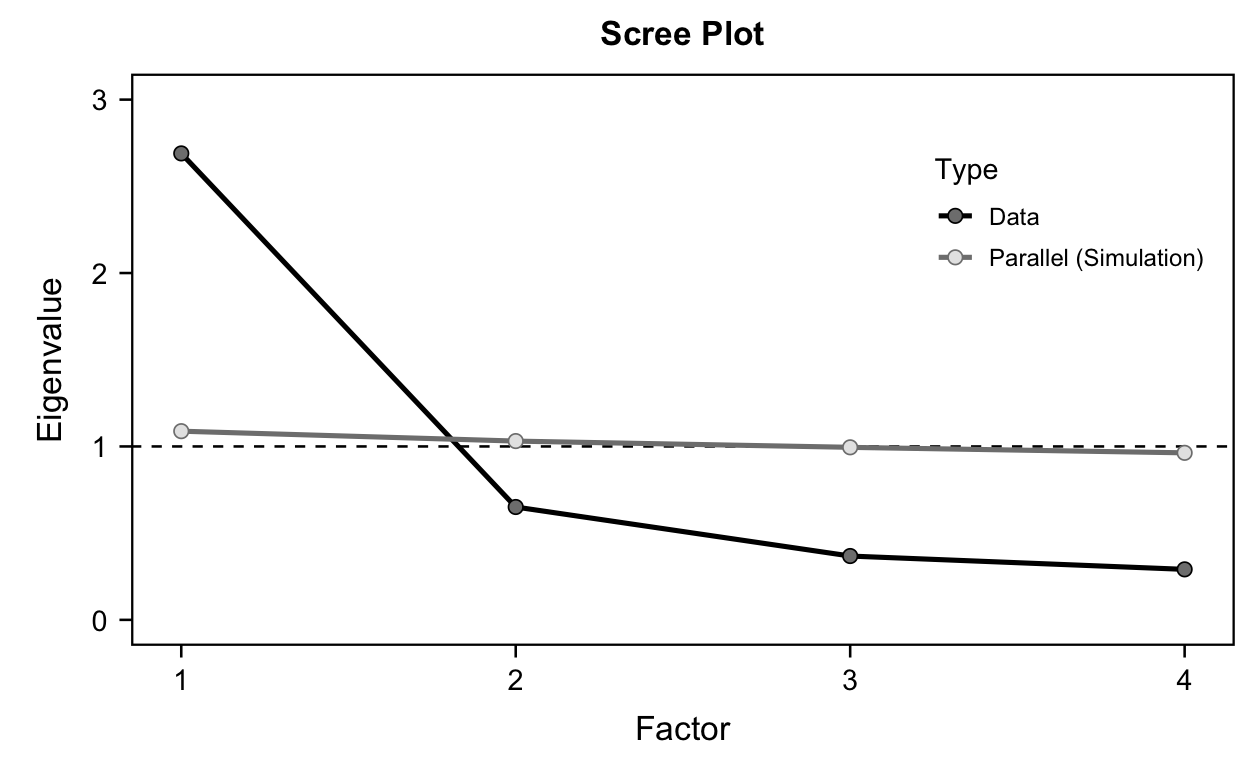 Scree Plot
3
2
1
0
Eigenvalue
Type
Data
Parallel (Simulation)
1
2
3
4
Factor